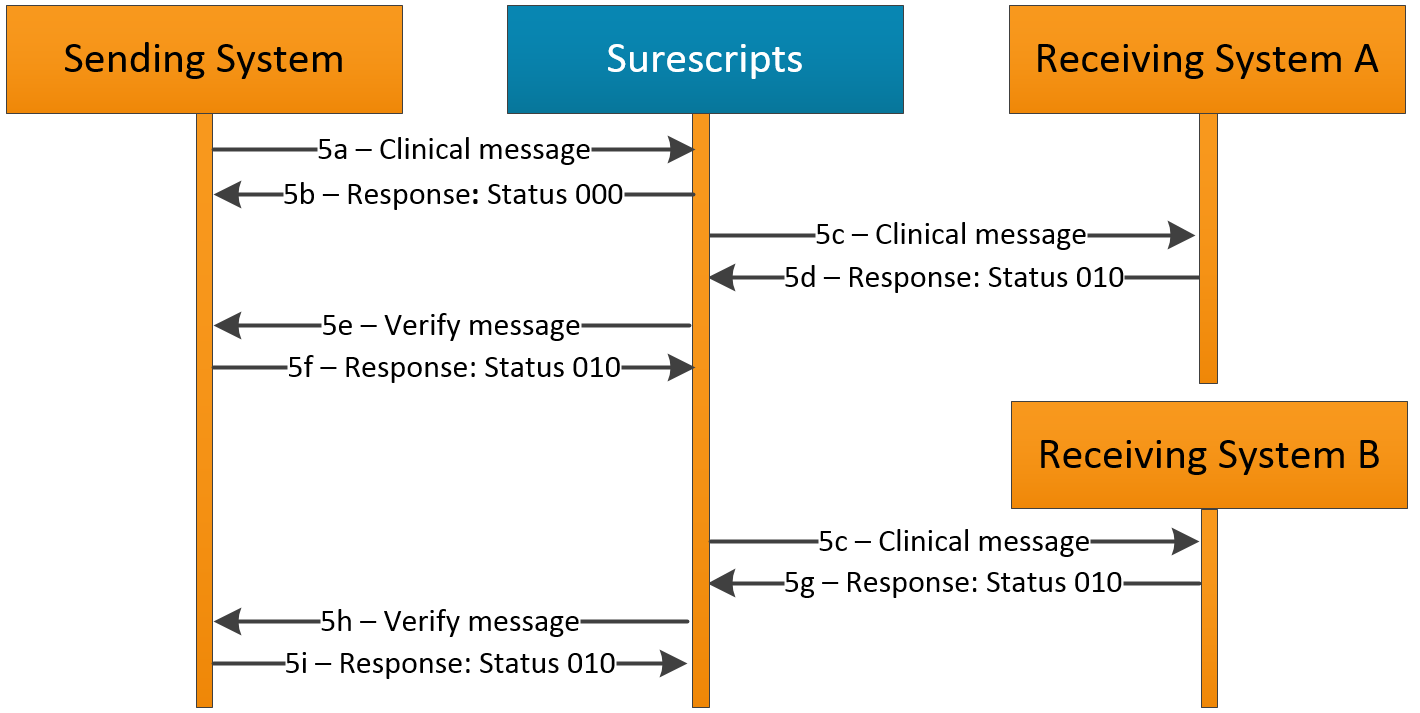 Sending System
Surescripts
Receiving System A
5a – Clinical message
5b – Response: Status 000
5c – Clinical message
5d – Response: Status 010
5e – Verify message
5f – Response: Status 010
Receiving System B
5c – Clinical message
5g – Response: Status 010
5h – Verify message
5i – Response: Status 010